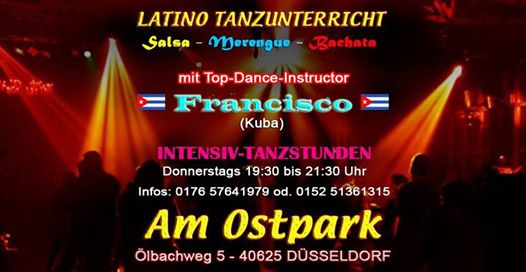 LATINO TANZUNTERRICHT
Salsa - Merengue - Bachata
mit Top-Dance-Instructor
Francisco
(Kuba)
INTENSIV-TANZSTUNDEN
Donnerstags 19:30 bis 21:30 Uhr
Infos: 0176 57641979 od. 0152 51361315
Am Ostpark
Ölbachweg 5 - 40625 DÜSSELDORF